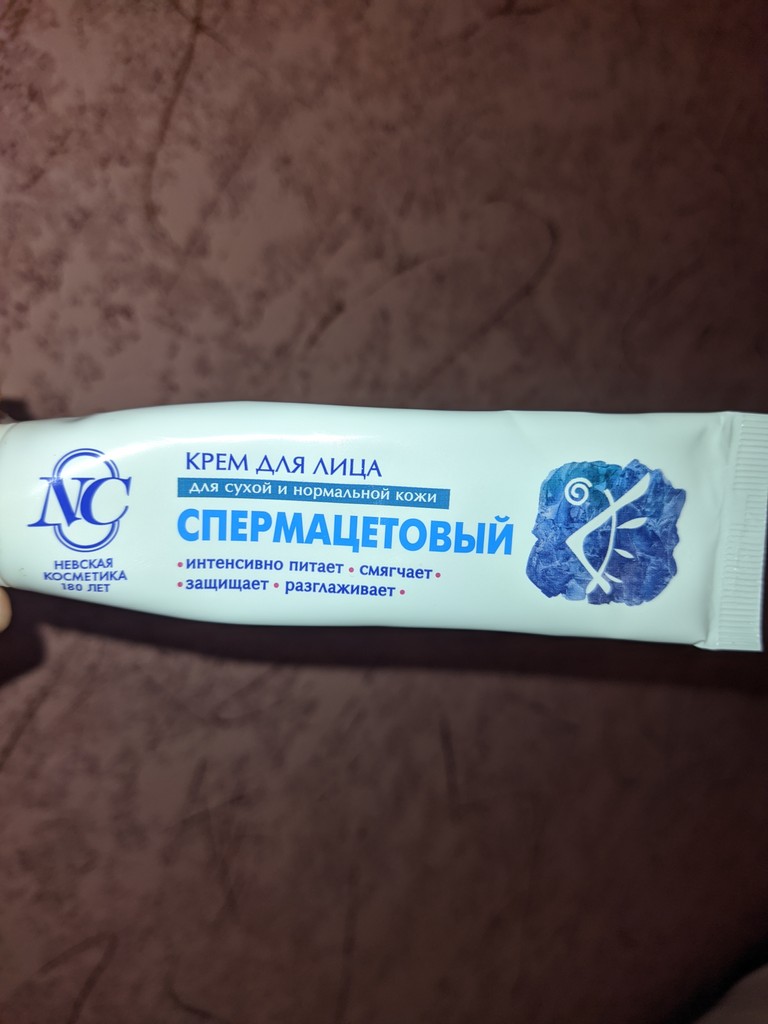 NC
НЕВСКАЯ
КОСМЕТИКА
180 ЛЕТ
КРЕМ ДЛЯ ЛИЦА
для сухой и нормальной кожи
СПЕРМАЦЕТОВЫЙ
• интенсивно питает • смягчает •
• защищает • разглаживает •